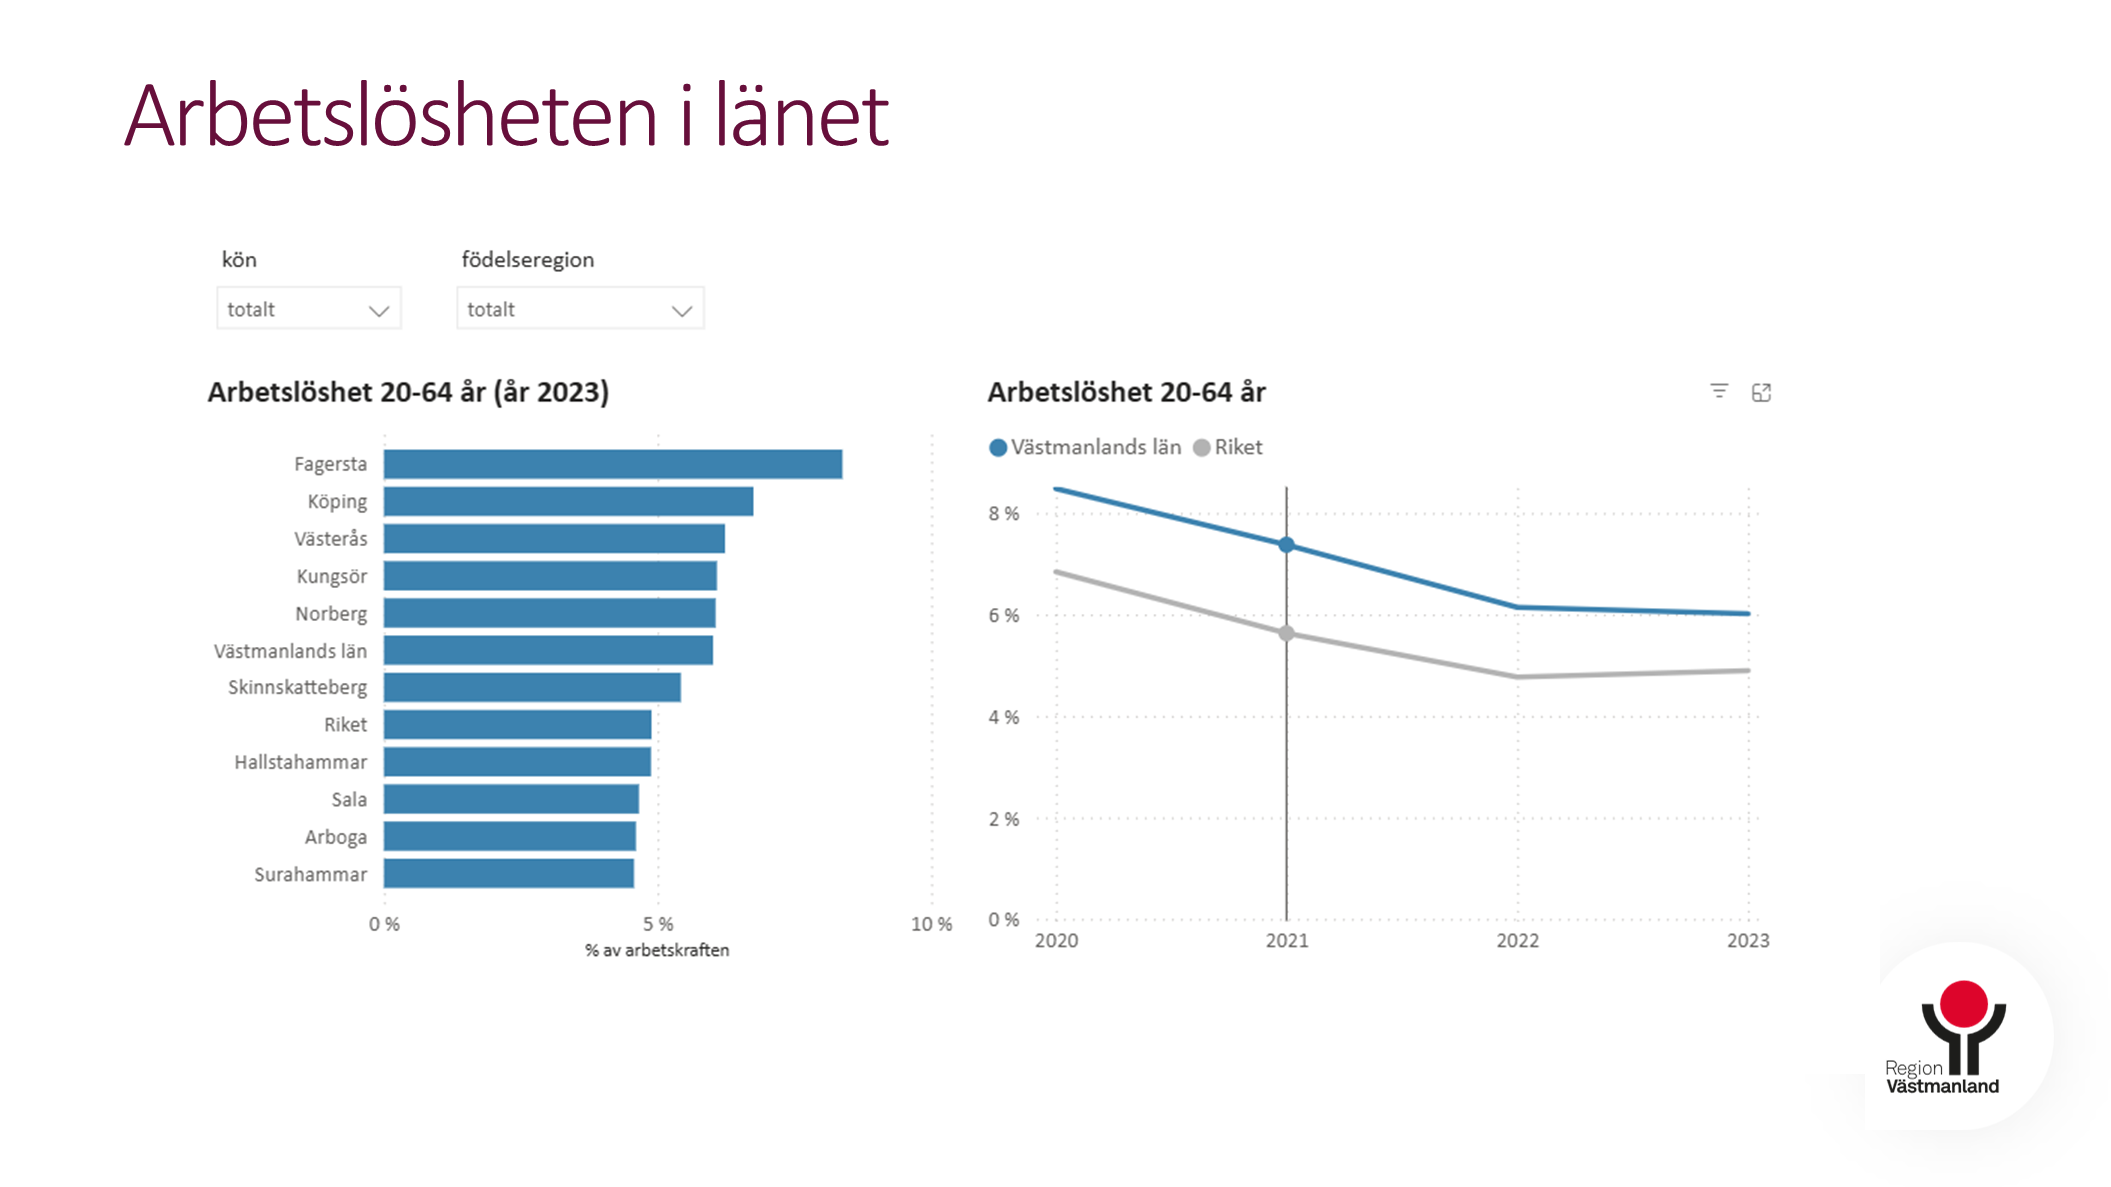 Arbetslösheten i länet
kön
födelseregion
totalt
totalt
Arbetslöshet 20-64 år (år 2023)
Fagersta
Köping
Västerås
Kungsör
Norberg
Västmanlands län
Skinnskatteberg
Riket
Hallstahammar
Sala
Arboga
Surahammar
0 %
5 %
10 %
% av arbetskraften
Arbetslöshet 20-64 år
Västmanlands län
Riket
8 %
6 %
4 %
2 %
0 %
2020
2021
2022
2023
Region
Västmanland